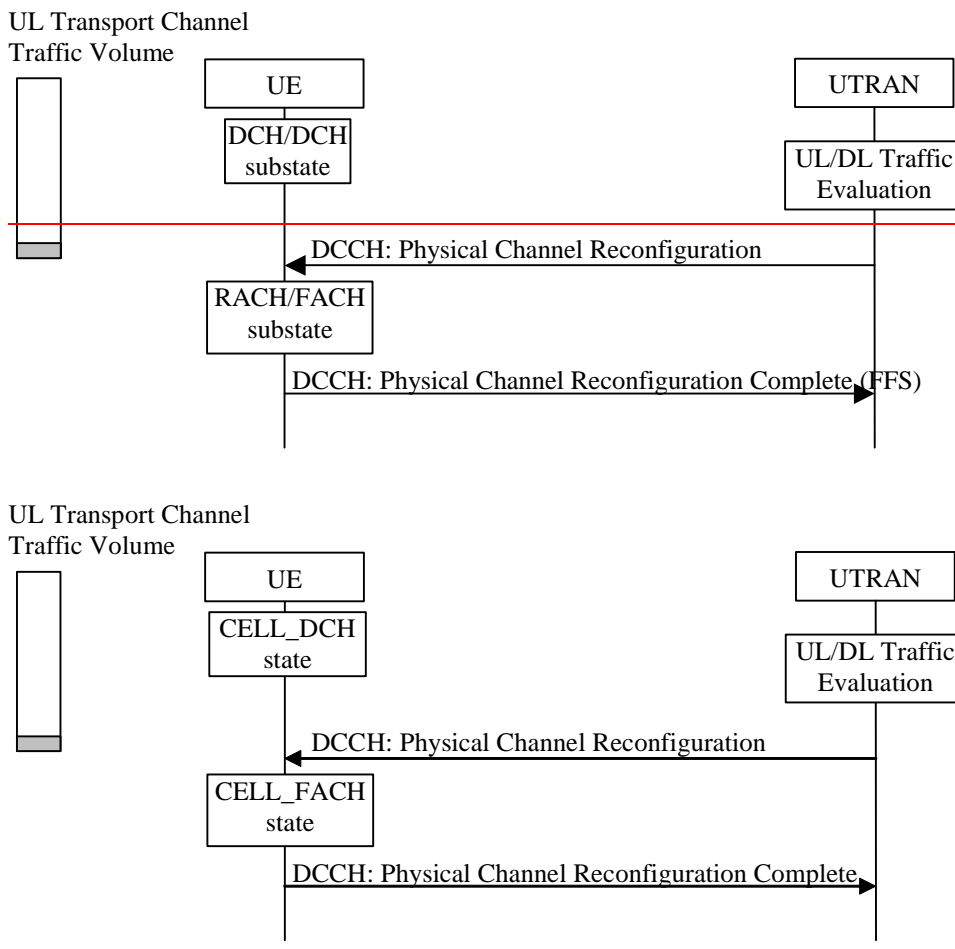 UL Transport Channel
Traffic Volume
UE
UTRAN
DCH/DCH
substate
UL/DL Traffic
Evaluation
DCCH: Physical Channel Reconfiguration
RACH/FACH
substate
DCCH: Physical Channel Reconfiguration Complete (FFS)
UL Transport Channel
Traffic Volume
UE
UTRAN
CELL_DCH
state
UL/DL Traffic
Evaluation
DCCH: Physical Channel Reconfiguration
CELL_FACH
state
DCCH: Physical Channel Reconfiguration Complete